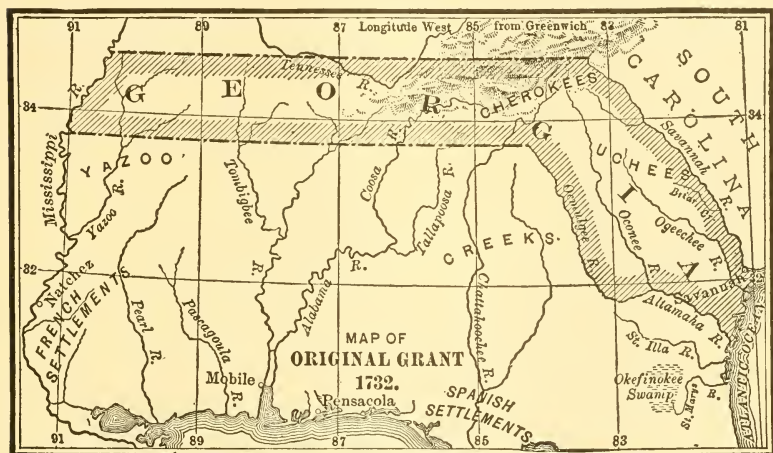 91 89 Longitude West 85 from Greenwich 83 81
Tennessee R.
GEORGIA
CHEROKEES
SOUTH CAROLINA
34
34
Mississippi R.
YAZOO
Yazoo R.
Tombigbee R.
Coosa R.
Tallapoosa R.
UCHEES
Savannah R.
Ocmulgee R.
Oconee R.
Ogeechee R.
CREEKS.
32
Natchez
FRENCH
SETTLEMENTS
Pearl R.
Pascagoula R.
Alabama R.
Chattahoochee R.
Savannah
Altamaha R.
St. Illa R.
MAP OF
ORIGINAL GRANT
1732.
Mobile
Pensacola
SPANISH
SETTLEMENTS
Okefinokee
Swamp
St. Marys R.
ATLANTIC OCEAN
91 89 87 85 83 81